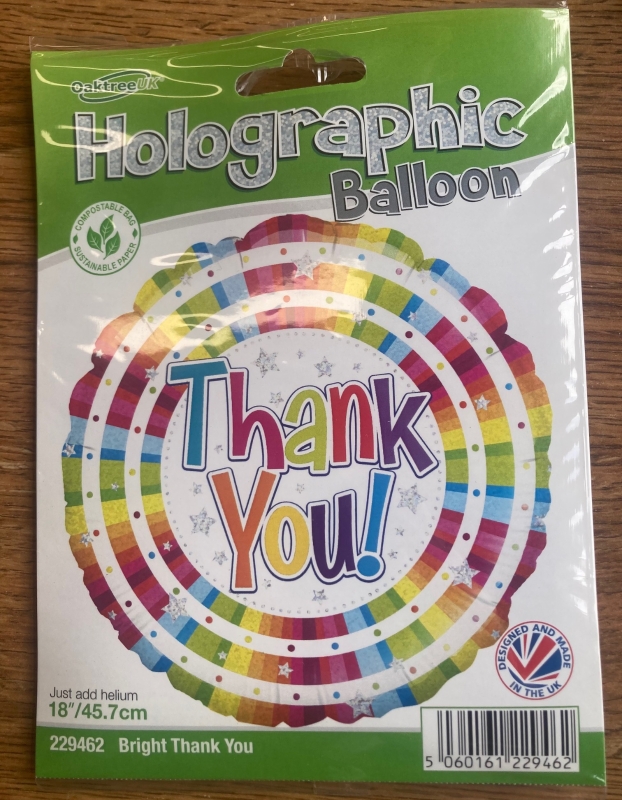 OaktreeUK
Holographic
Balloon
COMPOSTABLE BAG
SUSTAINABLE PAPER
Thank
You!
DESIGNED AND MADE
IN THE UK
Just add helium
18"/45.7cm
229462 Bright Thank You
5 060161 229462